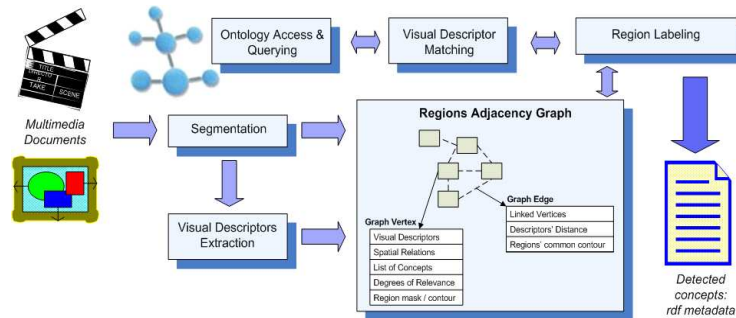 Ontology Access &
Querying
Visual Descriptor
Matching
Region Labeling
TITLE
DIRECTO
R
TAKE
SCENE
Multimedia
Documents
Segmentation
Regions Adjacency Graph
Graph Edge
Linked Vertices
Descriptors' Distance
Regions' common contour
Visual Descriptors
Extraction
Graph Vertex
Visual Descriptors
Spatial Relations
List of Concepts
Degrees of Relevance
Region mask / contour
Detected
concepts:
rdf metadata